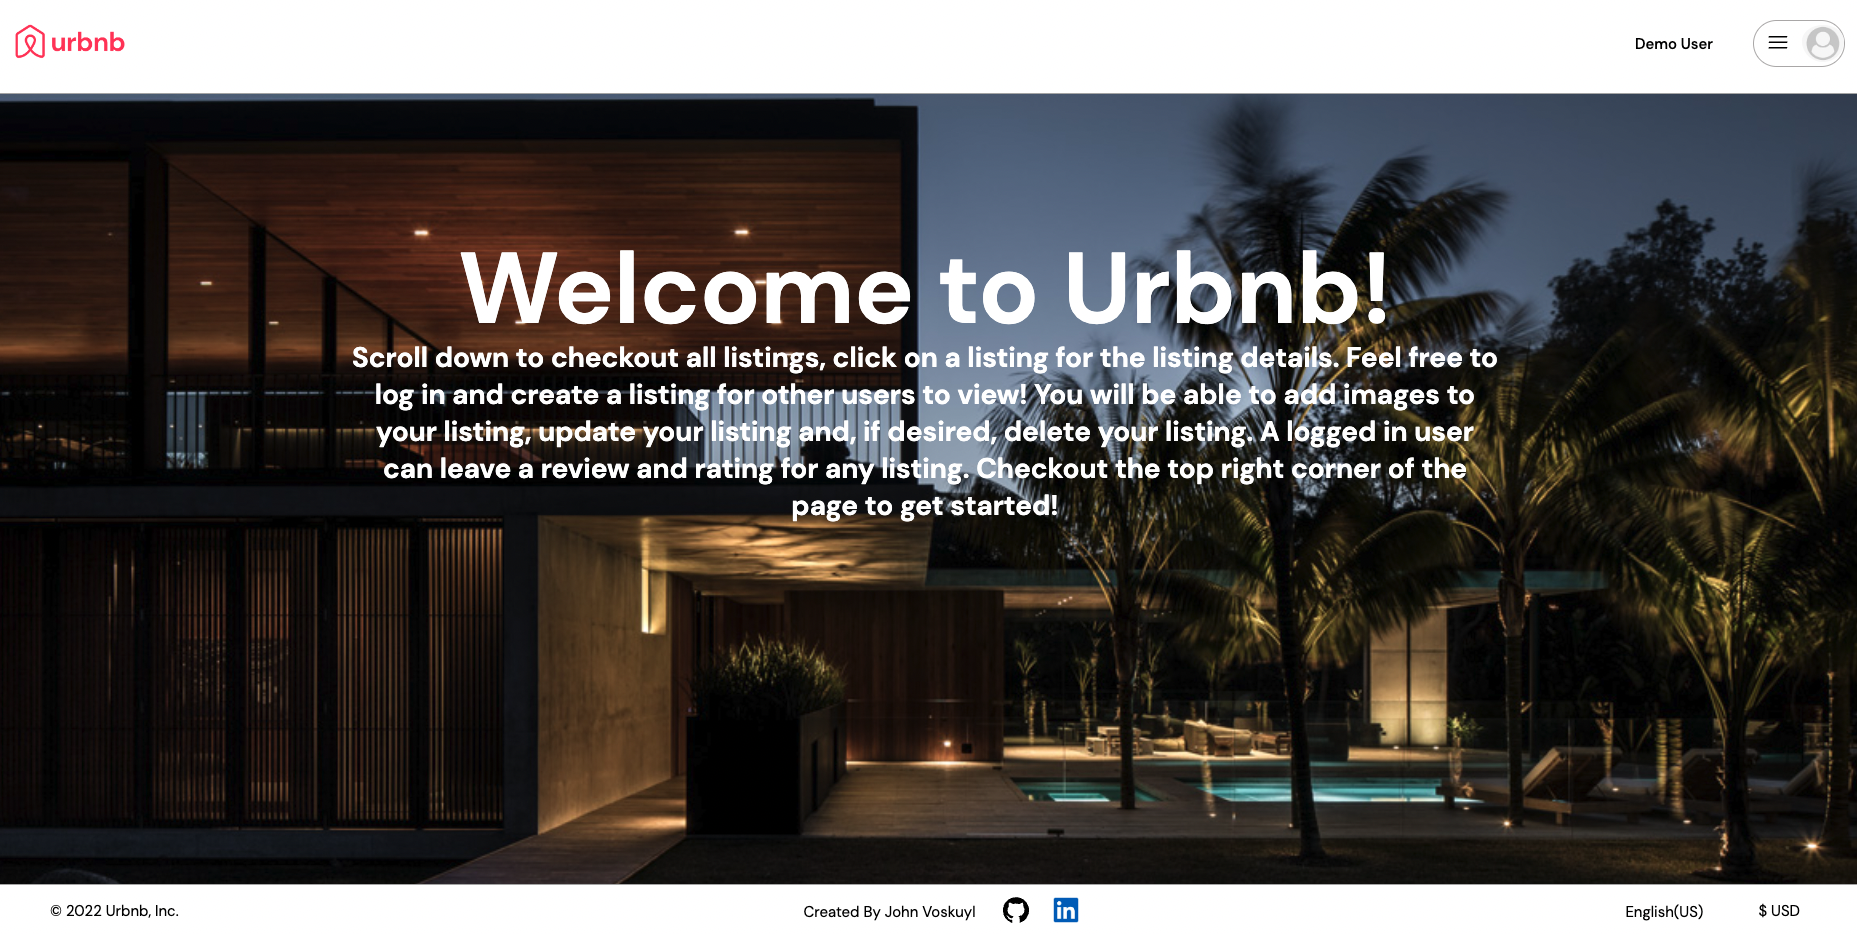 urbnb
Demo User
Welcome to Urbnb!
Scroll down to checkout all listings, click on a listing for the listing details. Feel free to
log in and create a listing for other users to view! You will be able to add images to
your listing, update your listing and, if desired, delete your listing. A logged in user
can leave a review and rating for any listing. Checkout the top right corner of the
page to get started!
© 2022 Urbnb, Inc.
Created By John Voskuyl
in
English(US)
$ USD